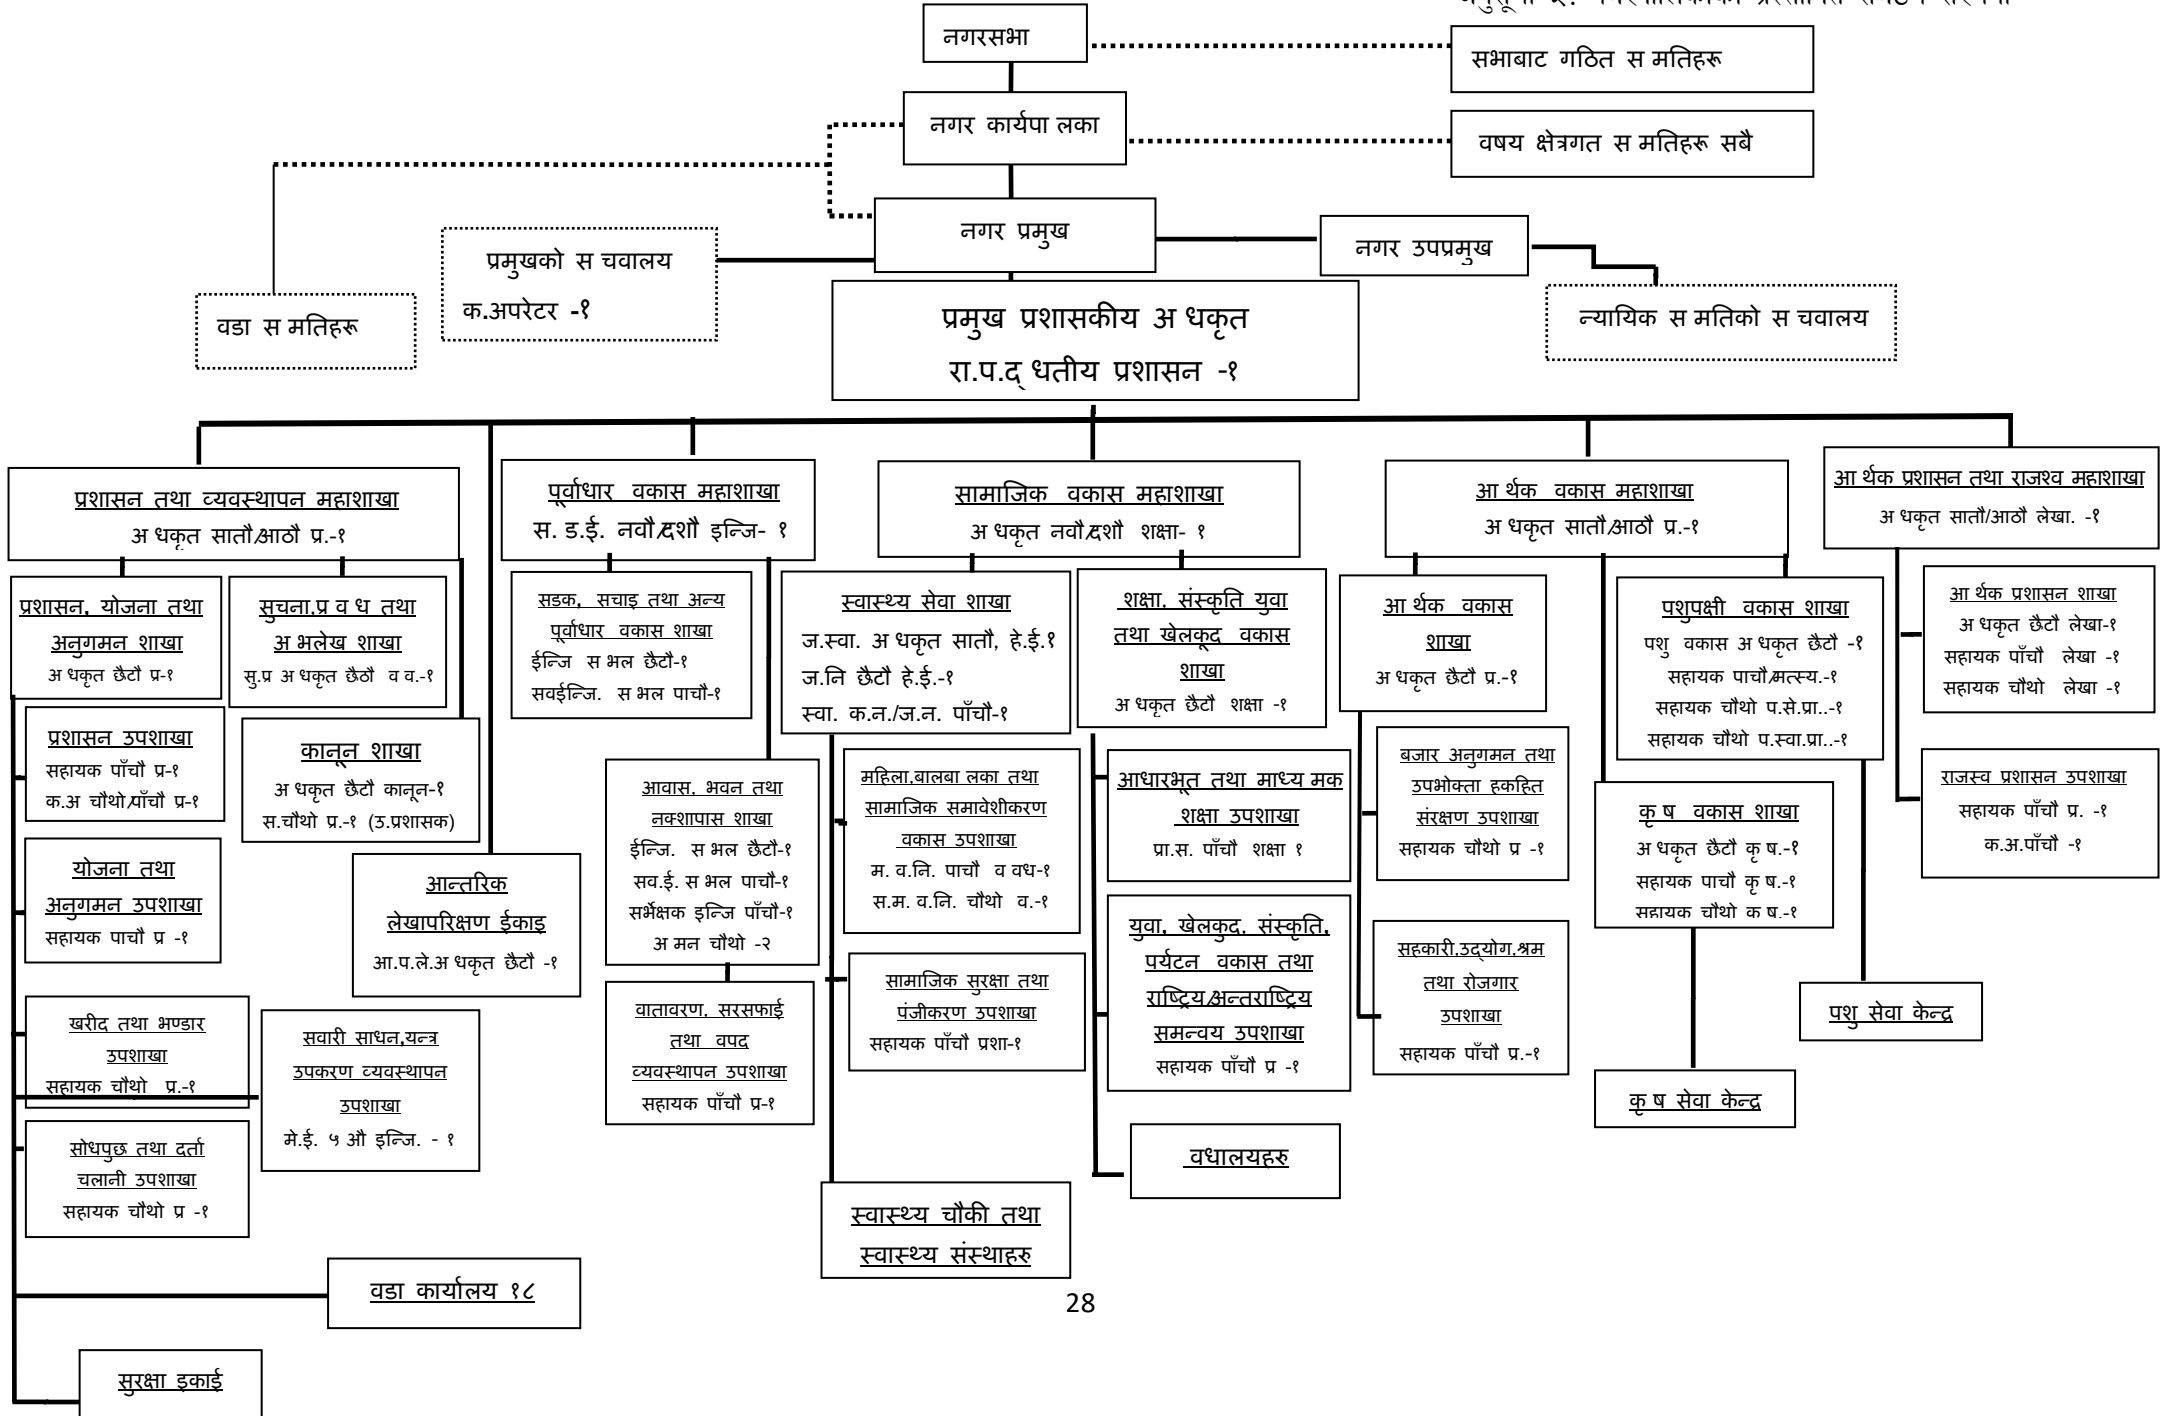 नगरसभा
सभाबाट गठित स मतिहरू
नगर कार्यपा लका
वषय क्षेत्रगत स मतिहरू सबै
नगर प्रमुख
नगर उपप्रमुख
प्रमुखको स चवालय
क.अपरेटर -१
वडा स मतिहरू
प्रमुख प्रशासकीय अ धकृत
रा.प.द् धतीय प्रशासन -१
न्यायिक स मतिको स चवालय
प्रशासन तथा व्यवस्थापन महाशाखा
अ धकृत सातौ/आठौ प्र.-१
पूर्वाधार वकास महाशाखा
स. ड.ई. नवौ/दशौ इन्जि- १
सामाजिक वकास महाशाखा
अ धकृत नवौ/दशौ शक्षा- १
आ र्थक वकास महाशाखा
अ धकृत सातौ/आठौ प्र.-१
आ र्थक प्रशासन तथा राजश्व महाशाखा
अ धकृत सातौ/आठौ लेखा. -१
प्रशासन, योजना तथा
अनुगमन शाखा
अ धकृत छैटौ प्र-१
सुचना,प्र व ध तथा
अ भलेख शाखा
सु.प्र अ धकृत छैठौ व व.-१
सडक, सचाइ तथा अन्य
पूर्वाधार वकास शाखा
ईन्जि स भल छैटौ-१
सवईन्जि. स भल पाचौ-१
स्वास्थ्य सेवा शाखा
ज.स्वा. अ धकृत सातौ, हे.ई.१
ज.नि छैटौ हे.ई.-१
स्वा. क.न./ज.न. पाँचौ-१
शक्षा, संस्कृति युवा
तथा खेलकूद वकास
शाखा
अ धकृत छैटौ शक्षा -१
आ र्थक वकास
शाखा
अ धकृत छैटौ प्र.-१
पशुपक्षी वकास शाखा
पशु वकास अ धकृत छैटौ -१
सहायक पाचौ/मत्स्य.-१
सहायक चौथो प.से.प्रा..-१
सहायक चौथो प.स्वा.प्रा..-१
आ र्थक प्रशासन शाखा
अ धकृत छैटौ लेखा-१
सहायक पाँचौ लेखा -१
सहायक चौथो लेखा -१
प्रशासन उपशाखा
सहायक पाँचौ प्र-१
क.अ चौथो/पाँचौ प्र-१
कानून शाखा
अ धकृत छैटौ कानून-१
स.चौथो प्र.-१ (उ.प्रशासक)
आवास, भवन तथा
नक्शापास शाखा
ईन्जि. स भल छैटौ-१
सव.ई. स भल पाचौ-१
सर्भेक्षक इन्जि पाँचौ-१
अ मन चौथो -२
महिला,बालबा लका तथा
सामाजिक समावेशीकरण
वकास उपशाखा
म. व.नि. पाचौ व वध-१
स.म. व.नि. चौथो व.-१
आधारभूत तथा माध्य मक
शक्षा उपशाखा
प्रा.स. पाँचौ शक्षा १
बजार अनुगमन तथा
उपभोक्ता हकहित
संरक्षण उपशाखा
सहायक चौथो प्र -१
कृ ष वकास शाखा
अ धकृत छैटौ कृ ष.-१
सहायक पाचौ कृ ष.-१
सहायक चौथो कृ ष.-१
राजस्व प्रशासन उपशाखा
सहायक पाँचौ प्र. -१
क.अ.पाँचौ -१
योजना तथा
अनुगमन उपशाखा
सहायक पाचौ प्र -१
आन्तरिक
लेखापरिक्षण ईकाइ
आ.प.ले.अ धकृत छैटौ -१
युवा, खेलकुद, संस्कृति,
पर्यटन वकास तथा
राष्ट्रिय/अन्तराष्ट्रिय
समन्वय उपशाखा
सहायक पाँचौ प्र -१
सहकारी,उद्योग,श्रम
तथा रोजगार
उपशाखा
सहायक पाँचौ प्र.-१
सामाजिक सुरक्षा तथा
पंजीकरण उपशाखा
सहायक पाँचौ प्रशा-१
वातावरण, सरसफाई
तथा वपद
व्यवस्थापन उपशाखा
सहायक पाँचौ प्र-१
पशु सेवा केन्द्र
खरीद तथा भण्डार
उपशाखा
सहायक चौथो प्र.-१
सवारी साधन,यन्त्र
उपकरण व्यवस्थापन
उपशाखा
मे.ई. ५ औ इन्जि. - १
कृ ष सेवा केन्द्र
सोधपुछ तथा दर्ता
चलानी उपशाखा
सहायक चौथो प्र -१
वधालयहरु
स्वास्थ्य चौकी तथा
स्वास्थ्य संस्थाहरु
वडा कार्यालय १८
28
सुरक्षा इकाई